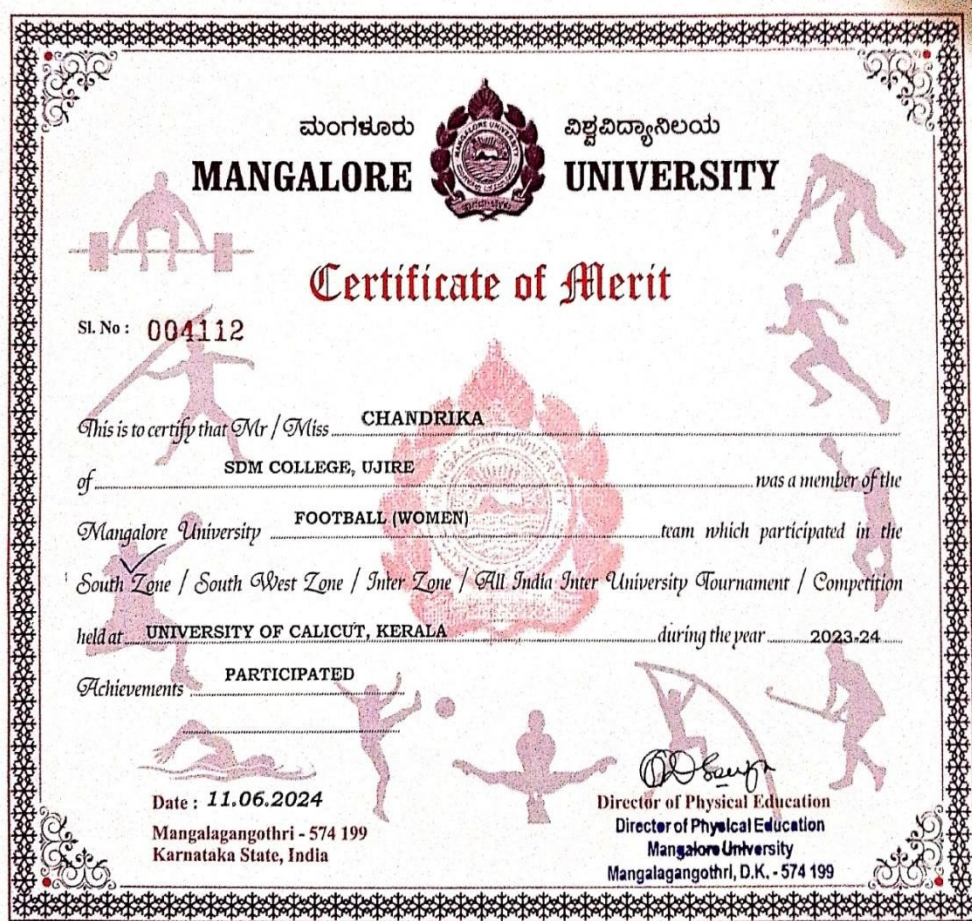 ಮಂಗಳೂರು ವಿಶ್ವವಿದ್ಯಾನಿಲಯ
MANGALORE UNIVERSITY
Certificate of Merit
Sl. No : 004112
This is to certify that Mr / Miss CHANDRIKA
of SDM COLLEGE, UJIRE was a member of the
Mangalore University FOOTBALL (WOMEN) team which participated in the
South Zone / South West Zone / Inter Zone / All India Inter University Tournament / Competition
held at UNIVERSITY OF CALICUT, KERALA during the year 2023-24
Achievements PARTICIPATED
Date : 11.06.2024
Mangalagangothri - 574 199
Karnataka State, India
Director of Physical Education
Director of Physical Education
Mangalore University
Mangalagangothri, D.K. - 574 199